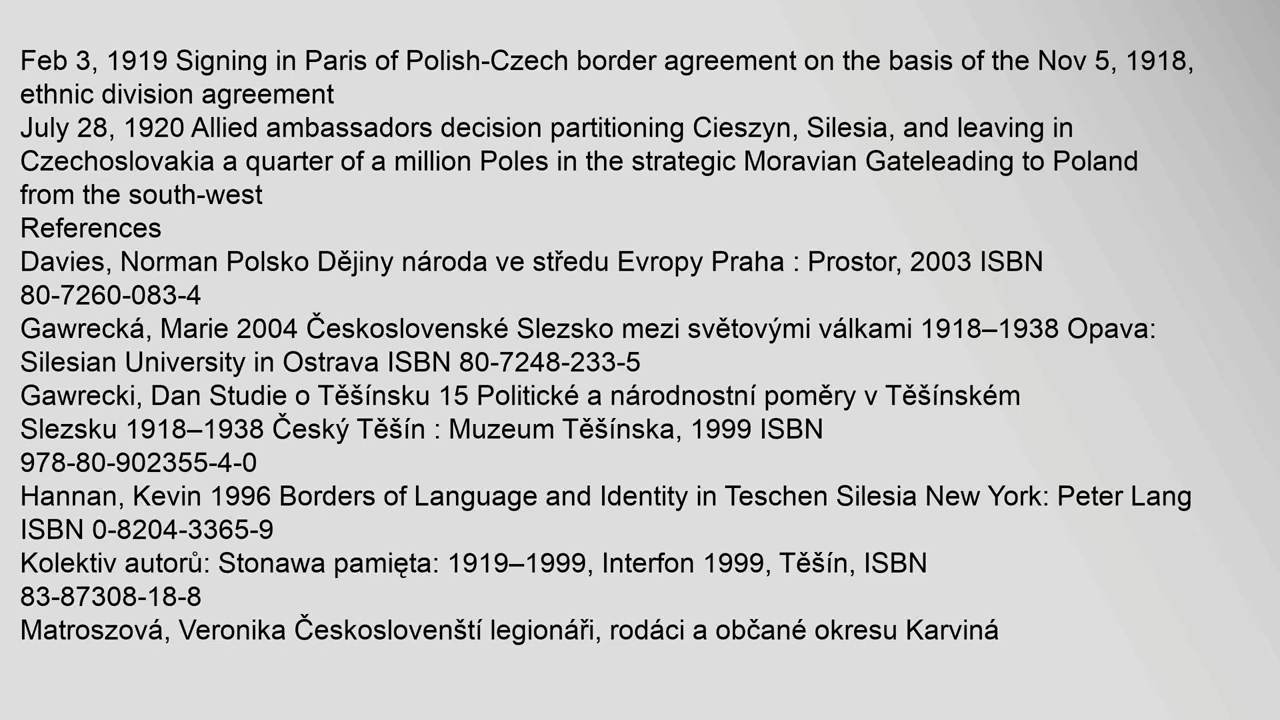 Feb 3, 1919 Signing in Paris of Polish-Czech border agreement on the basis of the Nov 5, 1918,
ethnic division agreement
July 28, 1920 Allied ambassadors decision partitioning Cieszyn, Silesia, and leaving in
Czechoslovakia a quarter of a million Poles in the strategic Moravian Gateleading to Poland
from the south-west
References
Davies, Norman Polsko Dějiny národa ve středu Evropy Praha : Prostor, 2003 ISBN
80-7260-083-4
Gawrecká, Marie 2004 Československé Slezsko mezi světovými válkami 1918–1938 Opava:
Silesian University in Ostrava ISBN 80-7248-233-5
Gawrecki, Dan Studie o Těšínsku 15 Politické a národnostní poměry v Těšínském
Slezsku 1918–1938 Český Těšín : Muzeum Těšínska, 1999 ISBN
978-80-902355-4-0
Hannan, Kevin 1996 Borders of Language and Identity in Teschen Silesia New York: Peter Lang
ISBN 0-8204-3365-9
Kolektiv autorů: Stonawa pamięta: 1919–1999, Interfon 1999, Těšín, ISBN
83-87308-18-8
Matroszová, Veronika Českoslovenští legionáři, rodáci a občané okresu Karviná